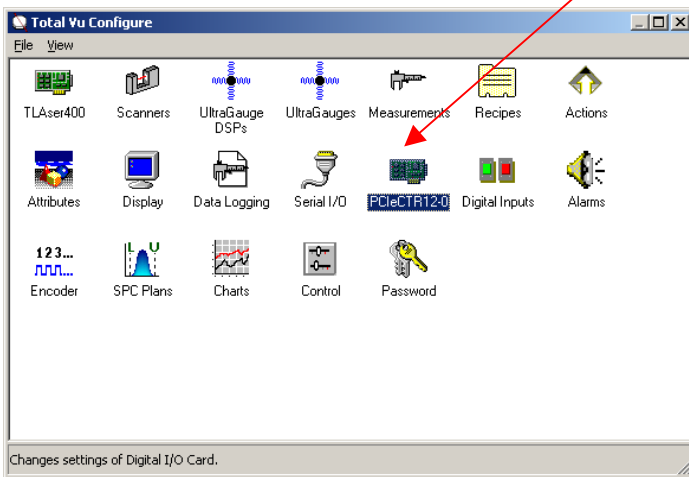 Total Vu Configure
File View
TLAser400 Scanners UltraGauge DSPs UltraGauges Measurements Recipes Actions
Attributes Display Data Logging Serial I/O PCIeCTR12-0 Digital Inputs Alarms
123...
Encoder SPC Plans Charts Control Password
L U
Changes settings of Digital I/O Card.